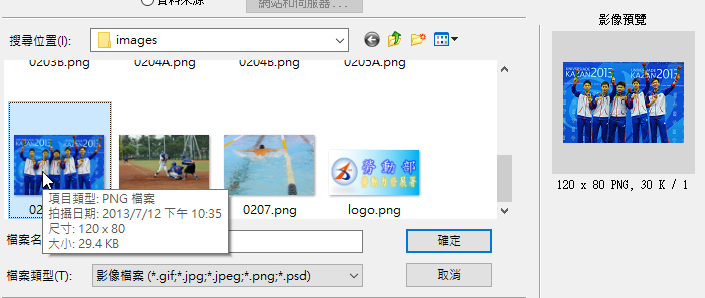 資料來源
網站和伺服器...
影像預覽
搜尋位置(I):
images
0203B.png
0204A.png
0204B.png
0205A.png
UNIVERSIADE
KAZAN 2013
KAZAN 2013
120 x 80 PNG, 30 K / 1
勞動部
02
0207.png
logo.png
項目類型: PNG 檔案
拍攝日期: 2013/7/12 下午 10:35
尺寸: 120 x 80
大小: 29.4 KB
檔案名
確定
檔案類型(T):
影像檔案 (*.gif;*.jpg;*.jpeg;*.png;*.psd)
取消